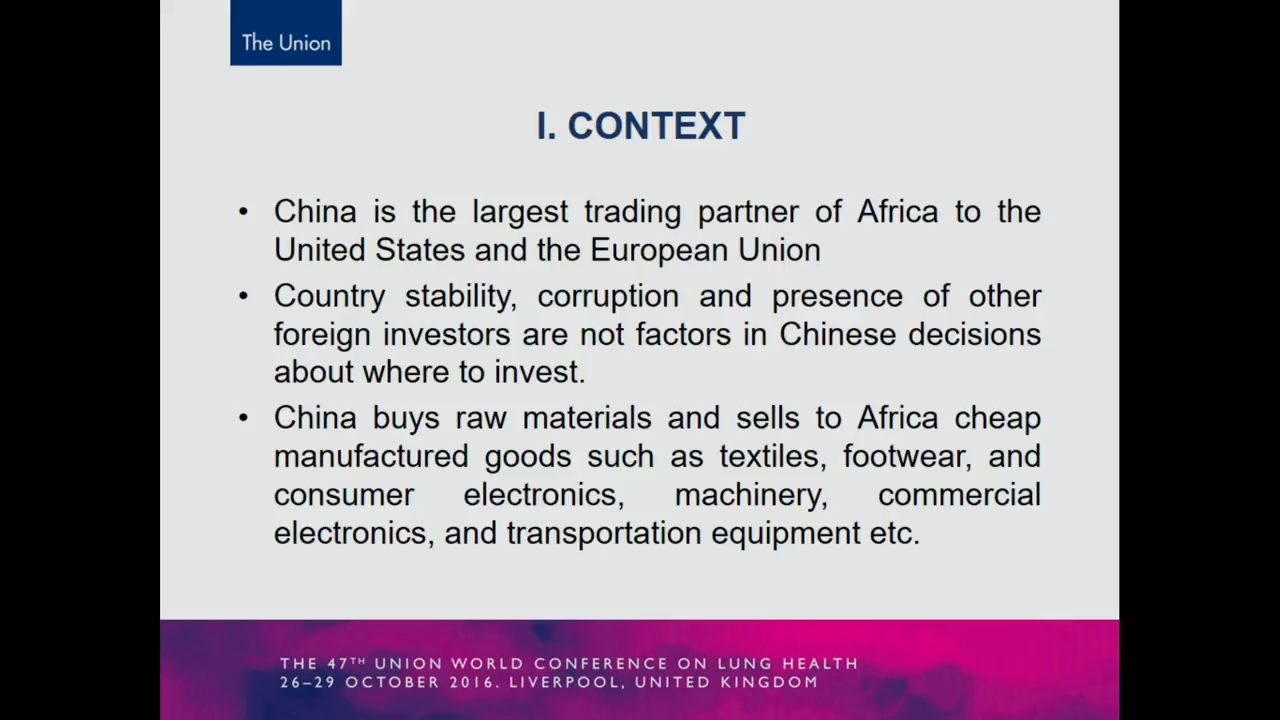 The Union
I. CONTEXT
• China is the largest trading partner of Africa to the
United States and the European Union
• Country stability, corruption and presence of other
foreign investors are not factors in Chinese decisions
about where to invest.
• China buys raw materials and sells to Africa cheap
manufactured goods such as textiles, footwear, and
consumer electronics, machinery, commercial
electronics, and transportation equipment etc.
THE 47TH UNION WORLD CONFERENCE ON LUNG HEALTH
26–29 OCTOBER 2016. LIVERPOOL, UNITED KINGDOM